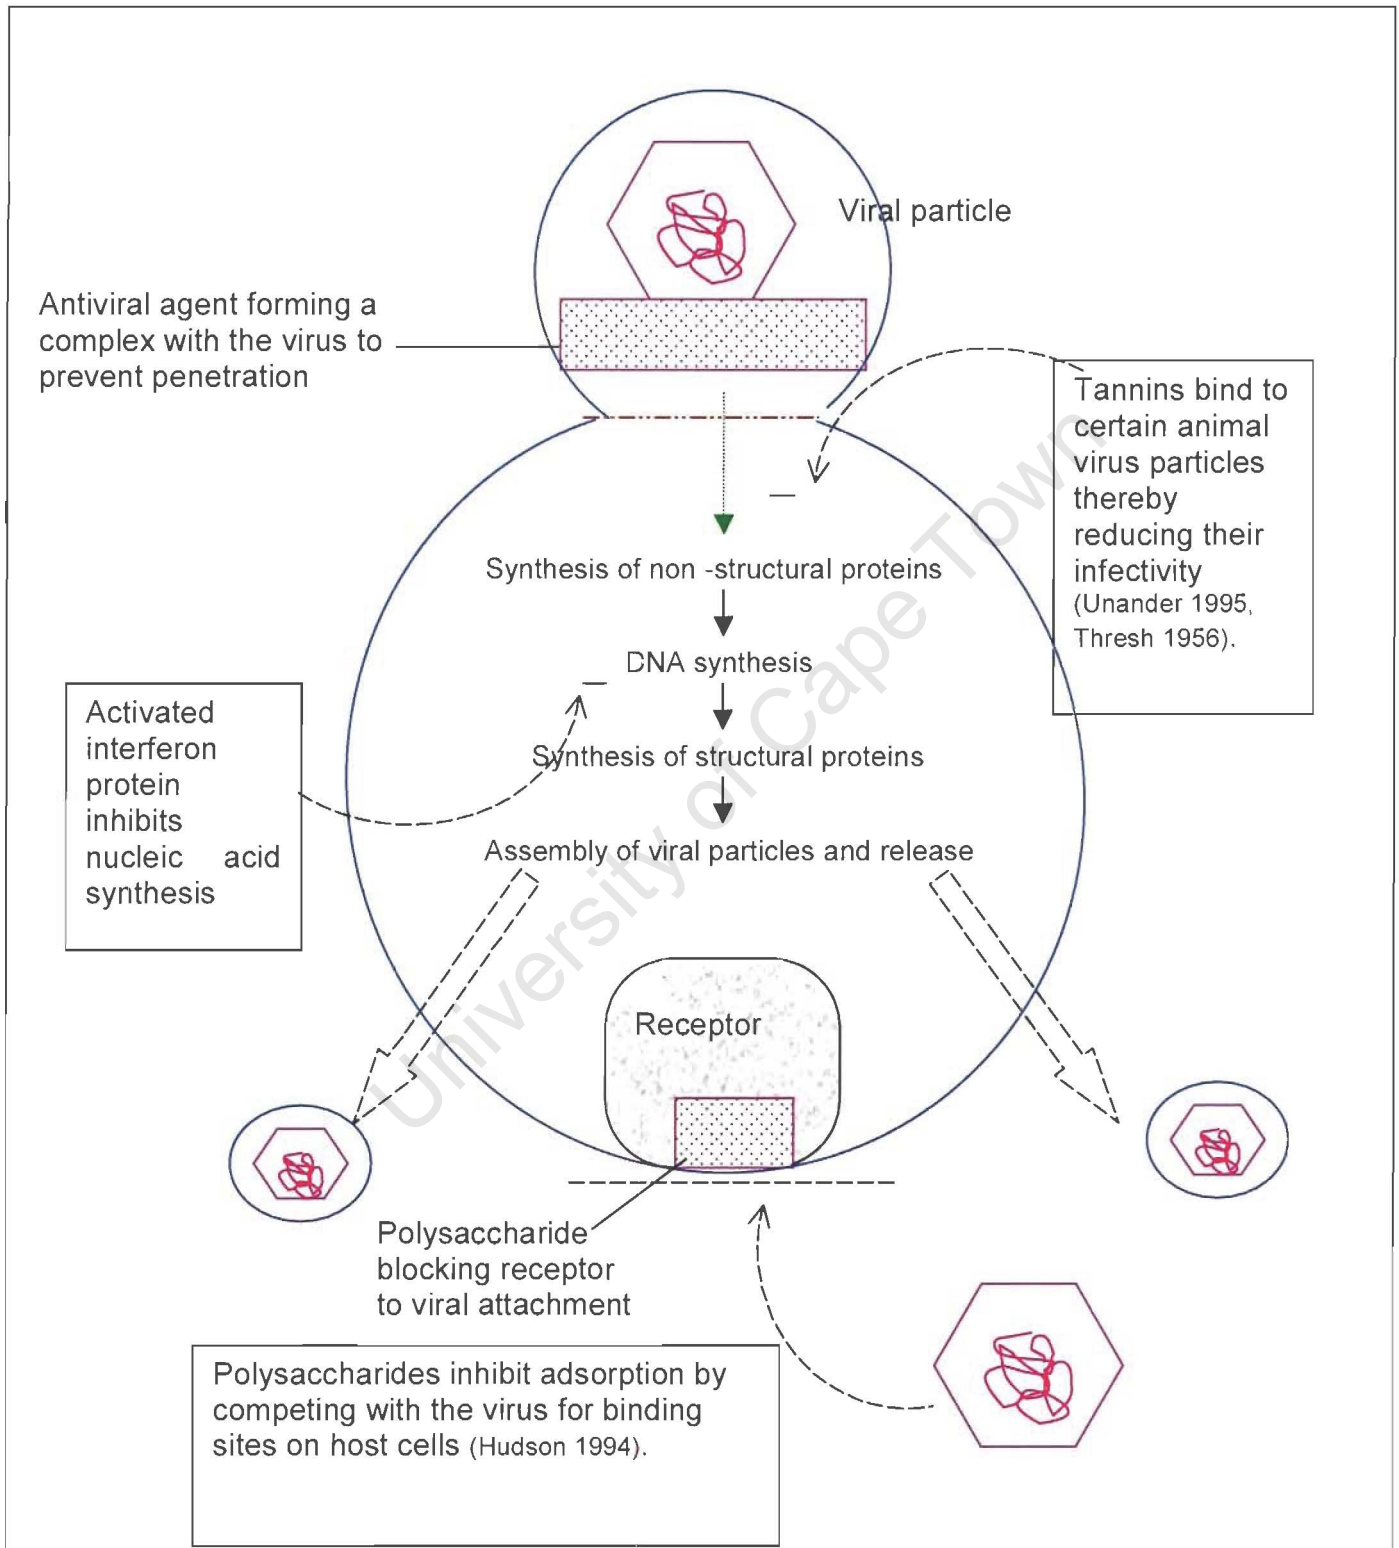 Viral particle
Antiviral agent forming a
complex with the virus to
prevent penetration
Tannins bind to
certain animal
virus particles
thereby
reducing their
infectivity
(Unander 1995,
Thresh 1956).
Synthesis of non -structural proteins
DNA synthesis
Activated
interferon
protein
inhibits
nucleic acid
synthesis
Synthesis of structural proteins
Assembly of viral particles and release
Receptor
Polysaccharide
blocking receptor
to viral attachment
Polysaccharides inhibit adsorption by
competing with the virus for binding
sites on host cells (Hudson 1994).
University of Cape Town